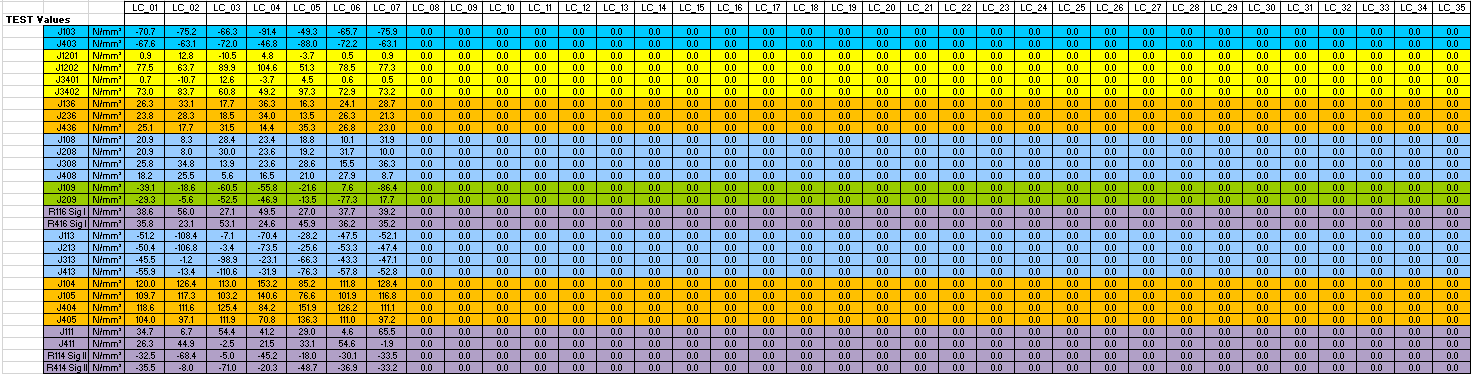 LC_01 LC_02 LC_03 LC_04 LC_05 LC_06 LC_07 LC_08 LC_09 LC_10 LC_11 LC_12 LC_13 LC_14 LC_15 LC_16 LC_17 LC_18 LC_19 LC_20 LC_21 LC_22 LC_23 LC_24 LC_25 LC_26 LC_27 LC_28 LC_29 LC_30 LC_31 LC_32 LC_33 LC_34 LC_35
TEST Values
J103 N/mm² -70.7 -75.2 -66.3 -91.4 -49.3 -65.7 -75.9 0.0 0.0 0.0 0.0 0.0 0.0 0.0 0.0 0.0 0.0 0.0 0.0 0.0 0.0 0.0 0.0 0.0 0.0 0.0 0.0 0.0 0.0 0.0 0.0 0.0 0.0 0.0 0.0
J403 N/mm² -67.6 -63.1 -72.0 -46.8 -88.0 -72.2 -63.1 0.0 0.0 0.0 0.0 0.0 0.0 0.0 0.0 0.0 0.0 0.0 0.0 0.0 0.0 0.0 0.0 0.0 0.0 0.0 0.0 0.0 0.0 0.0 0.0 0.0 0.0 0.0 0.0
J1201 N/mm² 0.9 12.8 -10.5 4.8 -3.7 0.5 0.9 0.0 0.0 0.0 0.0 0.0 0.0 0.0 0.0 0.0 0.0 0.0 0.0 0.0 0.0 0.0 0.0 0.0 0.0 0.0 0.0 0.0 0.0 0.0 0.0 0.0 0.0 0.0 0.0
J1202 N/mm² 77.5 63.7 89.9 104.6 51.3 78.5 77.3 0.0 0.0 0.0 0.0 0.0 0.0 0.0 0.0 0.0 0.0 0.0 0.0 0.0 0.0 0.0 0.0 0.0 0.0 0.0 0.0 0.0 0.0 0.0 0.0 0.0 0.0 0.0 0.0
J3401 N/mm² 0.7 -10.7 12.6 -3.7 4.5 0.6 0.5 0.0 0.0 0.0 0.0 0.0 0.0 0.0 0.0 0.0 0.0 0.0 0.0 0.0 0.0 0.0 0.0 0.0 0.0 0.0 0.0 0.0 0.0 0.0 0.0 0.0 0.0 0.0 0.0
J3402 N/mm² 73.0 83.7 60.8 49.2 97.3 72.9 73.2 0.0 0.0 0.0 0.0 0.0 0.0 0.0 0.0 0.0 0.0 0.0 0.0 0.0 0.0 0.0 0.0 0.0 0.0 0.0 0.0 0.0 0.0 0.0 0.0 0.0 0.0 0.0 0.0
J136 N/mm² 26.3 33.1 17.7 36.3 16.3 24.1 28.7 0.0 0.0 0.0 0.0 0.0 0.0 0.0 0.0 0.0 0.0 0.0 0.0 0.0 0.0 0.0 0.0 0.0 0.0 0.0 0.0 0.0 0.0 0.0 0.0 0.0 0.0 0.0 0.0
J236 N/mm² 23.8 28.3 18.5 34.0 13.5 26.3 21.3 0.0 0.0 0.0 0.0 0.0 0.0 0.0 0.0 0.0 0.0 0.0 0.0 0.0 0.0 0.0 0.0 0.0 0.0 0.0 0.0 0.0 0.0 0.0 0.0 0.0 0.0 0.0 0.0
J436 N/mm² 25.1 17.7 31.5 14.4 35.3 26.8 23.0 0.0 0.0 0.0 0.0 0.0 0.0 0.0 0.0 0.0 0.0 0.0 0.0 0.0 0.0 0.0 0.0 0.0 0.0 0.0 0.0 0.0 0.0 0.0 0.0 0.0 0.0 0.0 0.0
J108 N/mm² 20.9 8.3 28.4 23.4 18.8 10.1 31.9 0.0 0.0 0.0 0.0 0.0 0.0 0.0 0.0 0.0 0.0 0.0 0.0 0.0 0.0 0.0 0.0 0.0 0.0 0.0 0.0 0.0 0.0 0.0 0.0 0.0 0.0 0.0 0.0
J208 N/mm² 20.9 8.0 30.0 23.6 19.2 31.7 10.0 0.0 0.0 0.0 0.0 0.0 0.0 0.0 0.0 0.0 0.0 0.0 0.0 0.0 0.0 0.0 0.0 0.0 0.0 0.0 0.0 0.0 0.0 0.0 0.0 0.0 0.0 0.0 0.0
J308 N/mm² 25.8 34.8 13.9 23.6 28.6 15.5 36.3 0.0 0.0 0.0 0.0 0.0 0.0 0.0 0.0 0.0 0.0 0.0 0.0 0.0 0.0 0.0 0.0 0.0 0.0 0.0 0.0 0.0 0.0 0.0 0.0 0.0 0.0 0.0 0.0
J408 N/mm² 18.2 25.5 5.6 16.5 21.0 27.9 8.7 0.0 0.0 0.0 0.0 0.0 0.0 0.0 0.0 0.0 0.0 0.0 0.0 0.0 0.0 0.0 0.0 0.0 0.0 0.0 0.0 0.0 0.0 0.0 0.0 0.0 0.0 0.0 0.0
J109 N/mm² -39.1 -18.6 -60.5 -55.8 -21.6 7.6 -86.4 0.0 0.0 0.0 0.0 0.0 0.0 0.0 0.0 0.0 0.0 0.0 0.0 0.0 0.0 0.0 0.0 0.0 0.0 0.0 0.0 0.0 0.0 0.0 0.0 0.0 0.0 0.0 0.0
J209 N/mm² -29.3 -5.6 -52.5 -46.9 -13.5 -77.3 17.7 0.0 0.0 0.0 0.0 0.0 0.0 0.0 0.0 0.0 0.0 0.0 0.0 0.0 0.0 0.0 0.0 0.0 0.0 0.0 0.0 0.0 0.0 0.0 0.0 0.0 0.0 0.0 0.0
R116 Sig I N/mm² 38.6 56.0 27.1 49.5 27.0 37.7 39.2 0.0 0.0 0.0 0.0 0.0 0.0 0.0 0.0 0.0 0.0 0.0 0.0 0.0 0.0 0.0 0.0 0.0 0.0 0.0 0.0 0.0 0.0 0.0 0.0 0.0 0.0 0.0 0.0
R416 Sig I N/mm² 35.8 23.1 53.1 24.6 45.9 36.2 35.2 0.0 0.0 0.0 0.0 0.0 0.0 0.0 0.0 0.0 0.0 0.0 0.0 0.0 0.0 0.0 0.0 0.0 0.0 0.0 0.0 0.0 0.0 0.0 0.0 0.0 0.0 0.0 0.0
J113 N/mm² -51.2 -108.4 -7.1 -70.4 -28.2 -47.5 -52.1 0.0 0.0 0.0 0.0 0.0 0.0 0.0 0.0 0.0 0.0 0.0 0.0 0.0 0.0 0.0 0.0 0.0 0.0 0.0 0.0 0.0 0.0 0.0 0.0 0.0 0.0 0.0 0.0
J213 N/mm² -50.4 -106.8 -3.4 -73.5 -25.6 -53.3 -47.4 0.0 0.0 0.0 0.0 0.0 0.0 0.0 0.0 0.0 0.0 0.0 0.0 0.0 0.0 0.0 0.0 0.0 0.0 0.0 0.0 0.0 0.0 0.0 0.0 0.0 0.0 0.0 0.0
J313 N/mm² -45.5 -1.2 -98.9 -23.1 -66.3 -43.3 -47.1 0.0 0.0 0.0 0.0 0.0 0.0 0.0 0.0 0.0 0.0 0.0 0.0 0.0 0.0 0.0 0.0 0.0 0.0 0.0 0.0 0.0 0.0 0.0 0.0 0.0 0.0 0.0 0.0
J413 N/mm² -55.9 -13.4 -110.6 -31.9 -76.3 -57.8 -52.8 0.0 0.0 0.0 0.0 0.0 0.0 0.0 0.0 0.0 0.0 0.0 0.0 0.0 0.0 0.0 0.0 0.0 0.0 0.0 0.0 0.0 0.0 0.0 0.0 0.0 0.0 0.0 0.0
J104 N/mm² 120.0 126.4 113.0 153.2 85.2 111.8 128.4 0.0 0.0 0.0 0.0 0.0 0.0 0.0 0.0 0.0 0.0 0.0 0.0 0.0 0.0 0.0 0.0 0.0 0.0 0.0 0.0 0.0 0.0 0.0 0.0 0.0 0.0 0.0 0.0
J105 N/mm² 109.7 117.3 103.2 140.6 76.6 101.9 116.8 0.0 0.0 0.0 0.0 0.0 0.0 0.0 0.0 0.0 0.0 0.0 0.0 0.0 0.0 0.0 0.0 0.0 0.0 0.0 0.0 0.0 0.0 0.0 0.0 0.0 0.0 0.0 0.0
J404 N/mm² 118.6 111.6 125.4 84.2 151.9 126.2 111.1 0.0 0.0 0.0 0.0 0.0 0.0 0.0 0.0 0.0 0.0 0.0 0.0 0.0 0.0 0.0 0.0 0.0 0.0 0.0 0.0 0.0 0.0 0.0 0.0 0.0 0.0 0.0 0.0
J405 N/mm² 104.0 97.1 111.9 70.8 136.3 111.0 97.2 0.0 0.0 0.0 0.0 0.0 0.0 0.0 0.0 0.0 0.0 0.0 0.0 0.0 0.0 0.0 0.0 0.0 0.0 0.0 0.0 0.0 0.0 0.0 0.0 0.0 0.0 0.0 0.0
J111 N/mm² 34.7 6.7 54.4 41.2 29.0 4.6 65.5 0.0 0.0 0.0 0.0 0.0 0.0 0.0 0.0 0.0 0.0 0.0 0.0 0.0 0.0 0.0 0.0 0.0 0.0 0.0 0.0 0.0 0.0 0.0 0.0 0.0 0.0 0.0 0.0
J411 N/mm² 26.3 44.9 -2.5 21.5 33.1 54.6 -1.9 0.0 0.0 0.0 0.0 0.0 0.0 0.0 0.0 0.0 0.0 0.0 0.0 0.0 0.0 0.0 0.0 0.0 0.0 0.0 0.0 0.0 0.0 0.0 0.0 0.0 0.0 0.0 0.0
R114 Sig II N/mm² -32.5 -68.4 -5.0 -45.2 -18.0 -30.1 -33.5 0.0 0.0 0.0 0.0 0.0 0.0 0.0 0.0 0.0 0.0 0.0 0.0 0.0 0.0 0.0 0.0 0.0 0.0 0.0 0.0 0.0 0.0 0.0 0.0 0.0 0.0 0.0 0.0
R414 Sig II N/mm² -35.5 -8.0 -71.0 -20.3 -48.7 -36.9 -33.2 0.0 0.0 0.0 0.0 0.0 0.0 0.0 0.0 0.0 0.0 0.0 0.0 0.0 0.0 0.0 0.0 0.0 0.0 0.0 0.0 0.0 0.0 0.0 0.0 0.0 0.0 0.0 0.0